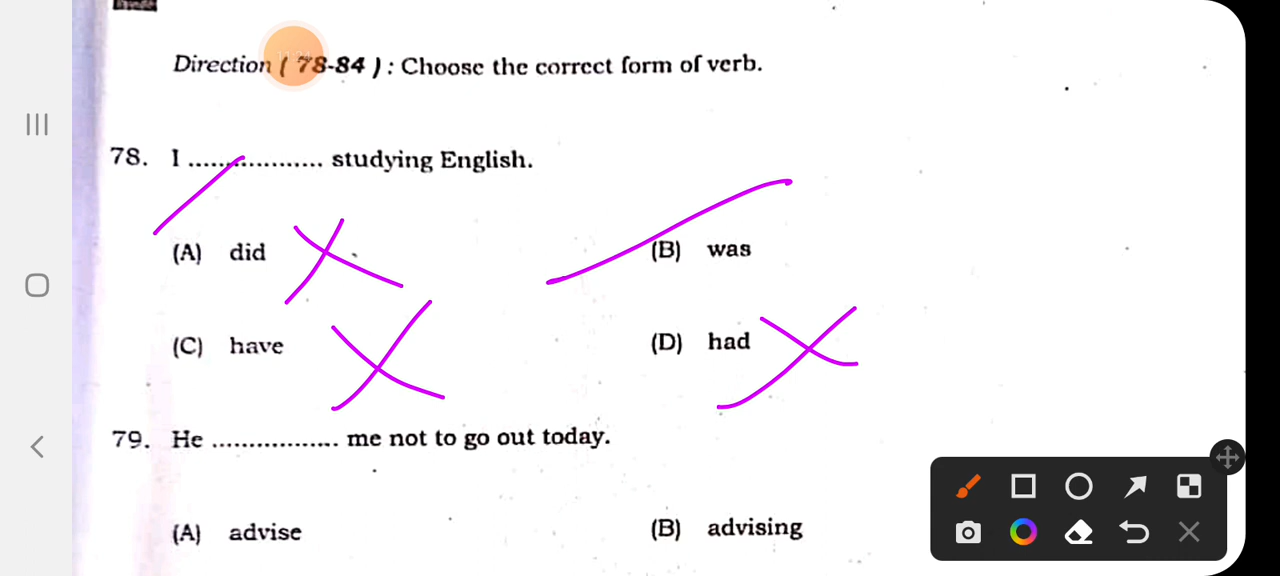 Direction ( 78-84 ) : Choose the correct form of verb.
78. I .................. studying English.
(A) did
(B) was
(C) have
(D) had
79. He ................. me not to go out today.
(A) advise
(B) advising